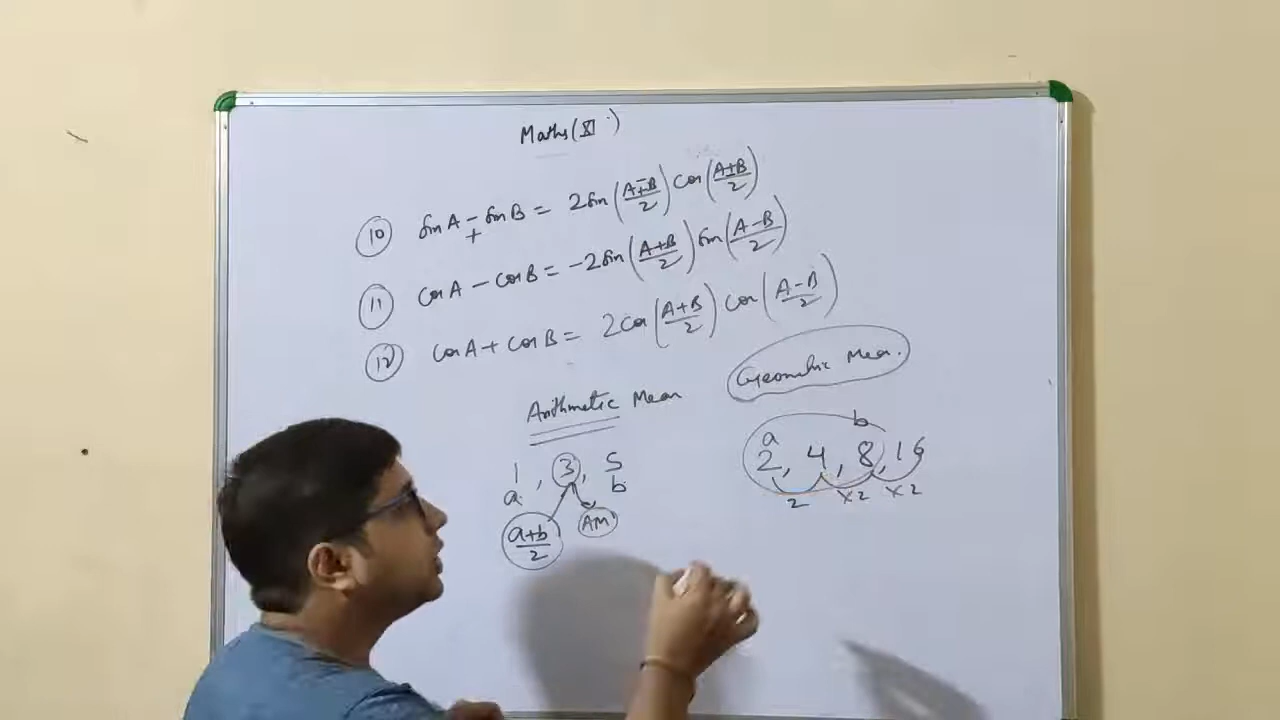 Maths (XI)
⑩ sin A ∓ sin B = 2 sin (A∓B/2) cos (A±B/2)
⑪ cos A - cos B = -2 sin (A+B/2) sin (A-B/2)
⑫ cos A + cos B = 2 cos (A+B/2) cos (A-B/2)
Arithmetic Mean
1, 3, 5
a b
a+b/2 AM
Geometric Mean.
a b
2, 4, 8, 16
2 ×2 ×2